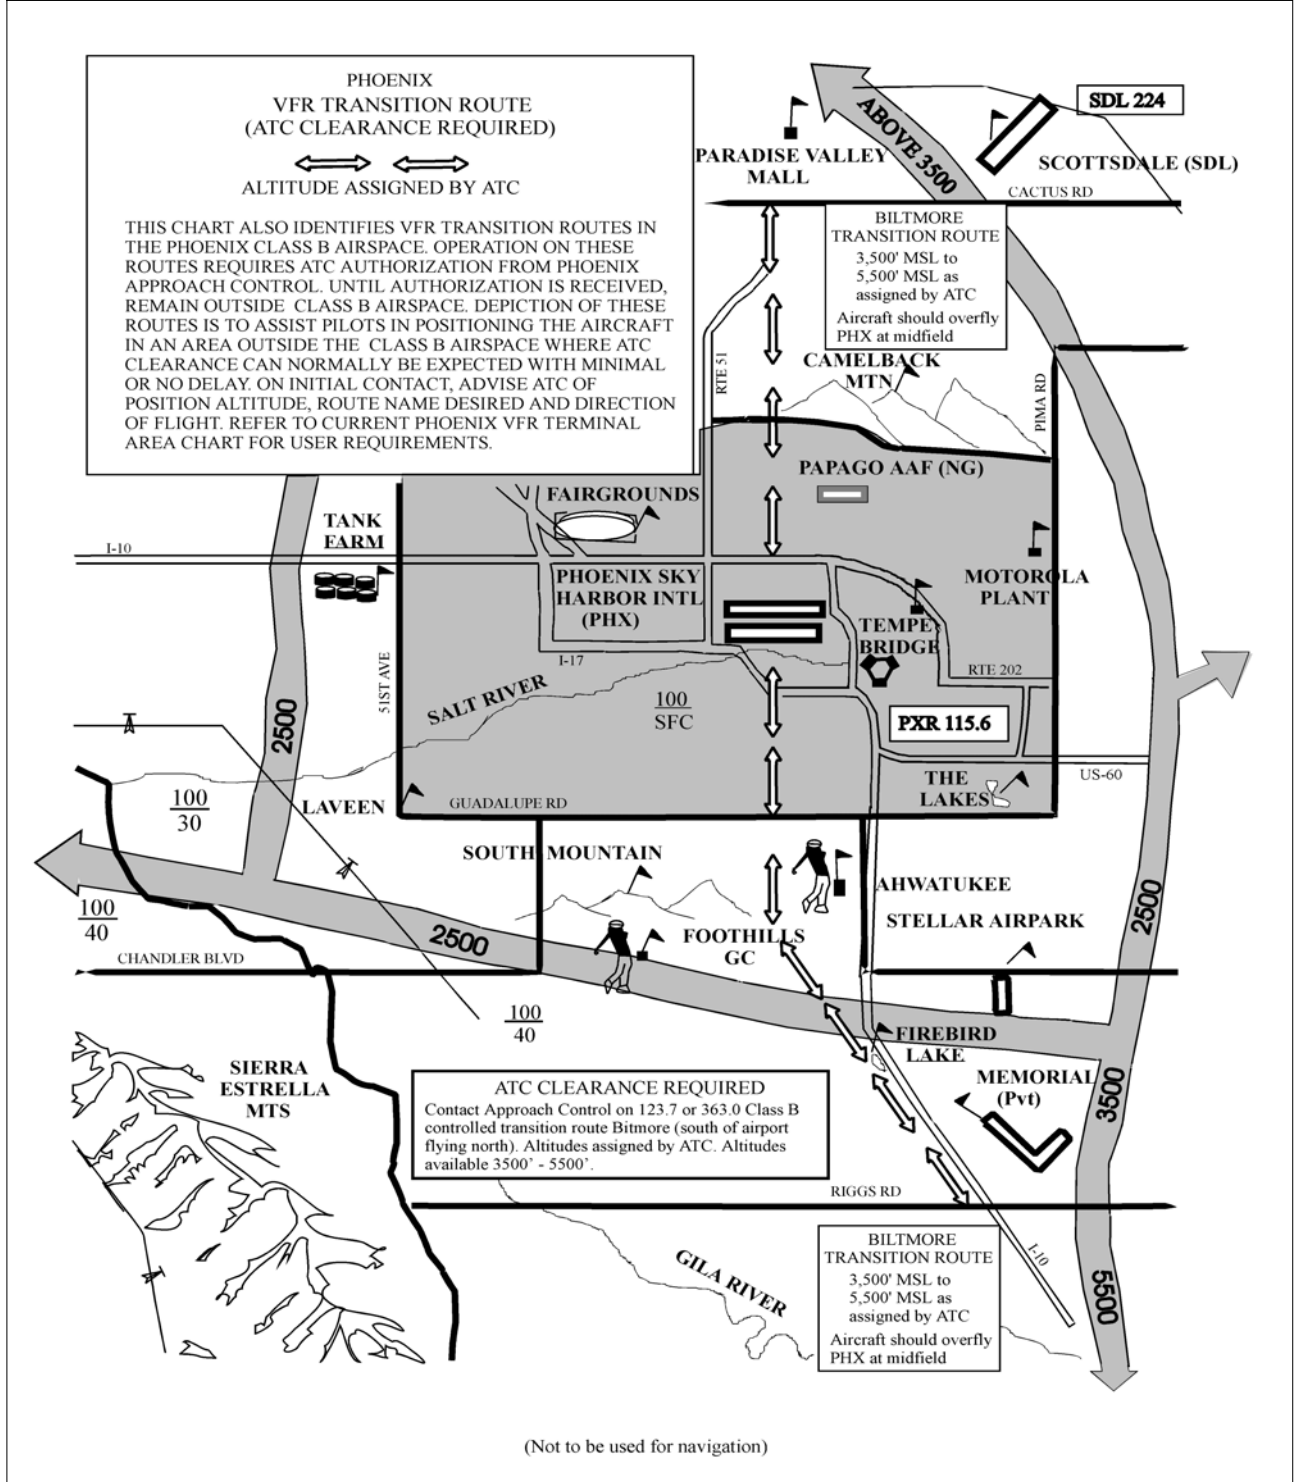 PHOENIX
VFR TRANSITION ROUTE
(ATC CLEARANCE REQUIRED)
ALTITUDE ASSIGNED BY ATC
THIS CHART ALSO IDENTIFIES VFR TRANSITION ROUTES IN
THE PHOENIX CLASS B AIRSPACE. OPERATION ON THESE
ROUTES REQUIRES ATC AUTHORIZATION FROM PHOENIX
APPROACH CONTROL. UNTIL AUTHORIZATION IS RECEIVED,
REMAIN OUTSIDE CLASS B AIRSPACE. DEPICTION OF THESE
ROUTES IS TO ASSIST PILOTS IN POSITIONING THE AIRCRAFT
IN AN AREA OUTSIDE THE CLASS B AIRSPACE WHERE ATC
CLEARANCE CAN NORMALLY BE EXPECTED WITH MINIMAL
OR NO DELAY. ON INITIAL CONTACT, ADVISE ATC OF
POSITION ALTITUDE, ROUTE NAME DESIRED AND DIRECTION
OF FLIGHT. REFER TO CURRENT PHOENIX VFR TERMINAL
AREA CHART FOR USER REQUIREMENTS.
SDL 224
ABOVE 3500
PARADISE VALLEY
MALL
SCOTTSDALE (SDL)
CACTUS RD
BILTMORE
TRANSITION ROUTE
3,500' MSL to
5,500' MSL as
assigned by ATC
Aircraft should overfly
PHX at midfield
RTE 51
CAMELBACK
MTN
PIMA RD
PAPAGO AAF (NG)
FAIRGROUNDS
TANK
FARM
I-10
PHOENIX SKY
HARBOR INTL
(PHX)
MOTOROLA
PLANT
TEMPE
BRIDGE
I-17
RTE 202
51ST AVE
SALT RIVER
100
SFC
PXR 115.6
2500
US-60
THE
LAKES
100
30
LAVEEN
GUADALUPE RD
SOUTH MOUNTAIN
AHWATUKEE
STELLAR AIRPARK
2500
100
40
2500
FOOTHILLS
GC
CHANDLER BLVD
100
40
FIREBIRD
LAKE
SIERRA
ESTRELLA
MTS
MEMORIAL
(Pvt)
3500
ATC CLEARANCE REQUIRED
Contact Approach Control on 123.7 or 363.0 Class B
controlled transition route Bitmore (south of airport
flying north). Altitudes assigned by ATC. Altitudes
available 3500’ - 5500’.
RIGGS RD
GILA RIVER
I-10
5500
BILTMORE
TRANSITION ROUTE
3,500' MSL to
5,500' MSL as
assigned by ATC
Aircraft should overfly
PHX at midfield
(Not to be used for navigation)